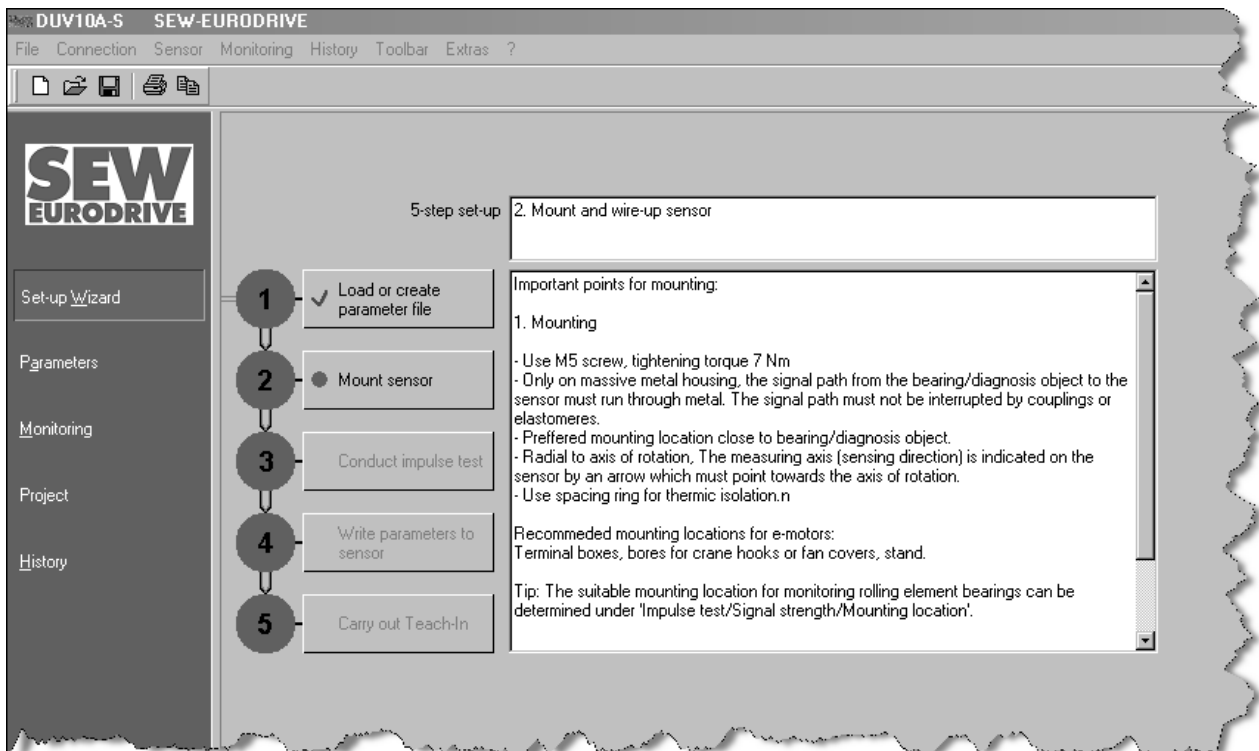 DUV10A-S SEW-EURODRIVE
File Connection Sensor Monitoring History Toolbar Extras ?
SEW
EURODRIVE
Set-up Wizard
Parameters
Monitoring
Project
History
5-step set-up
2. Mount and wire-up sensor
1
Load or create
parameter file
2
Mount sensor
3
Conduct impulse test
4
Write parameters to
sensor
5
Carry out Teach-In
Important points for mounting:
1. Mounting
- Use M5 screw, tightening torque 7 Nm
- Only on massive metal housing, the signal path from the bearing/diagnosis object to the
sensor must run through metal. The signal path must not be interrupted by couplings or
elastomeres.
- Preffered mounting location close to bearing/diagnosis object.
- Radial to axis of rotation, The measuring axis (sensing direction) is indicated on the
sensor by an arrow which must point towards the axis of rotation.
- Use spacing ring for thermic isolation.n
Recommeded mounting locations for e-motors:
Terminal boxes, bores for crane hooks or fan covers, stand.
Tip: The suitable mounting location for monitoring rolling element bearings can be
determined under 'Impulse test/Signal strength/Mounting location'.